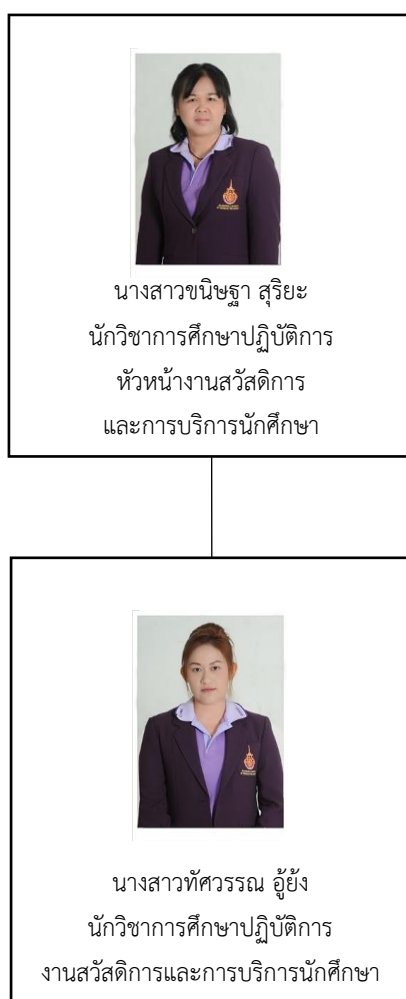 นางสาวขนิษฐา สุริยะ
นักวิชาการศึกษาปฏิบัติการ
หัวหน้างานสวัสดิการ
และการบริการนักศึกษา
นางสาวทัศวรรณ อู้ยัง
นักวิชาการศึกษาปฏิบัติการ
งานสวัสดิการและการบริการนักศึกษา